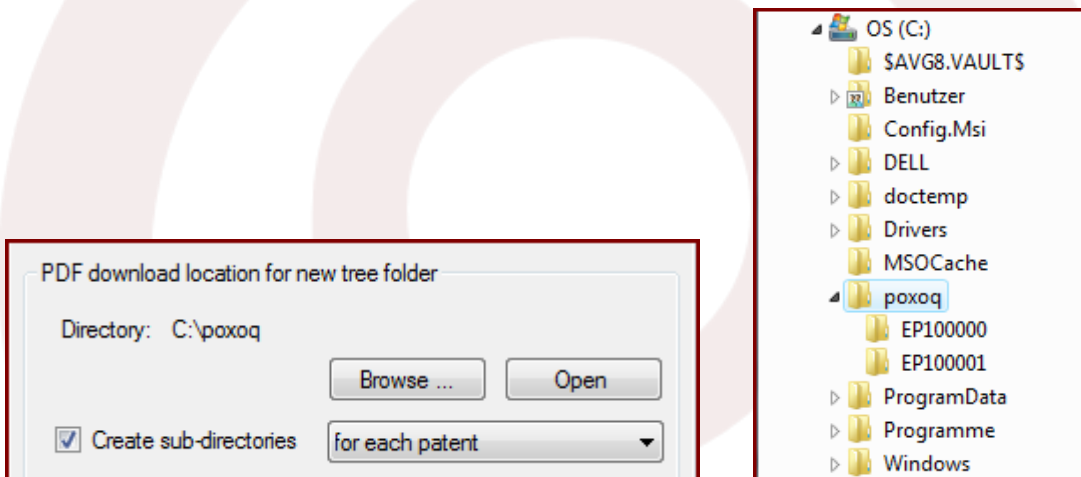 PDF download location for new tree folder
Directory: C:\poxoq
Browse ... Open
Create sub-directories for each patent
OS (C:)
$AVG8.VAULT$
Benutzer
Config.Msi
DELL
doctemp
Drivers
MSOCache
poxoq
EP100000
EP100001
ProgramData
Programme
Windows